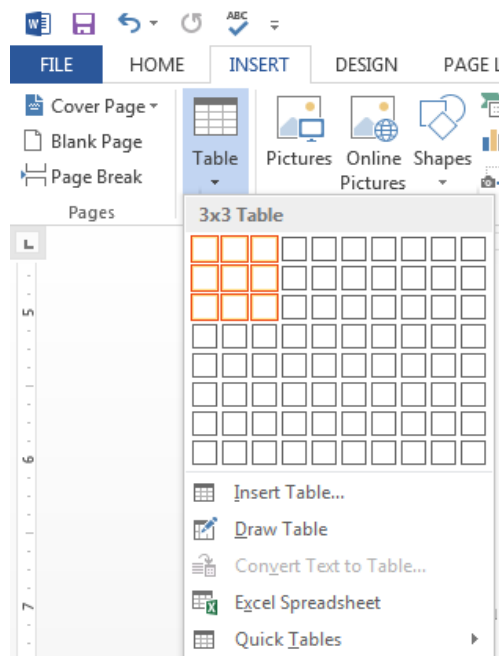 ABC
FILE HOME INSERT DESIGN PAGE L
Cover Page
Blank Page
Page Break
Table
Pictures
Online Pictures
Shapes
Pages
3x3 Table
L
5
6
7
Insert Table...
Draw Table
Convert Text to Table...
Excel Spreadsheet
Quick Tables